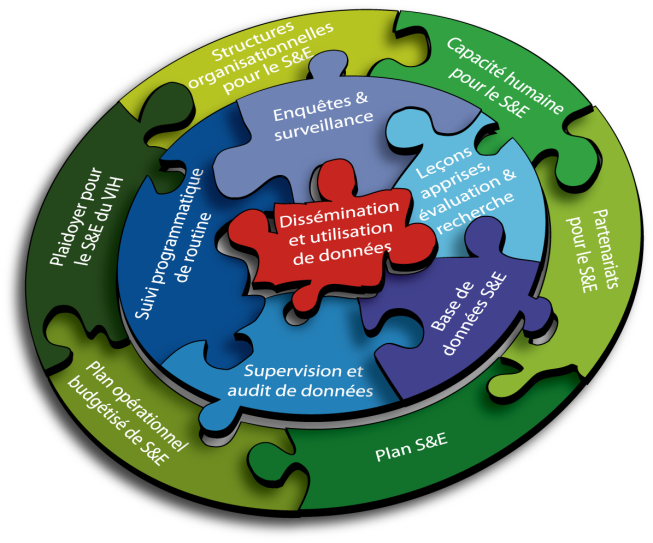 Structures
organisationnelles
pour le S&E
Capacité humaine
pour le S&E
Partenariats
pour le S&E
Plan S&E
Plan opérationnel
budgétisé de S&E
Plaidoyer pour
le S&E du VIH
Enquêtes &
surveillance
Leçons
apprises,
évaluation &
recherche
Base de
données S&E
Supervision et
audit de données
Suivi programmatique
de routine
Dissémination
et utilisation
de données